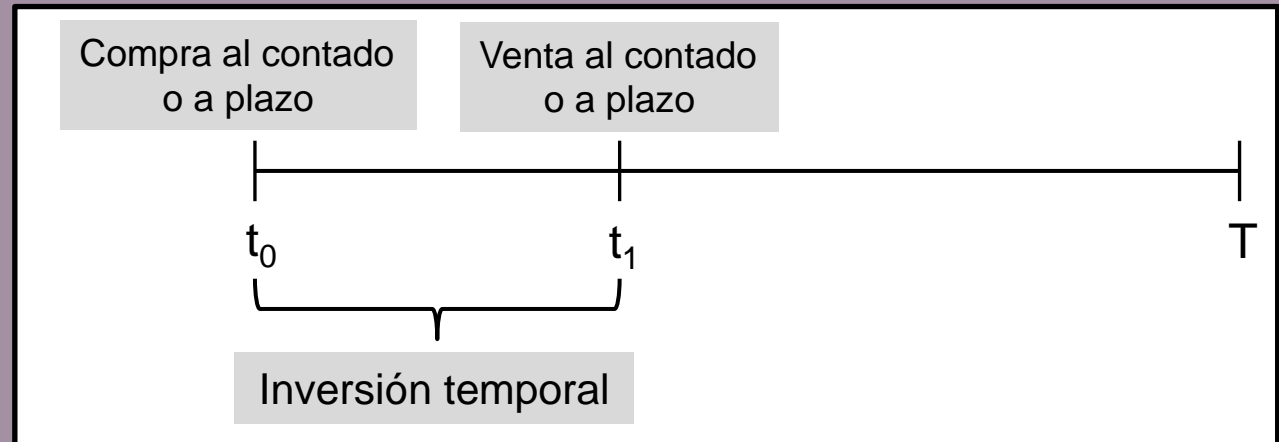 Compra al contado
o a plazo
Venta al contado
o a plazo
t₀
t₁
T
Inversión temporal